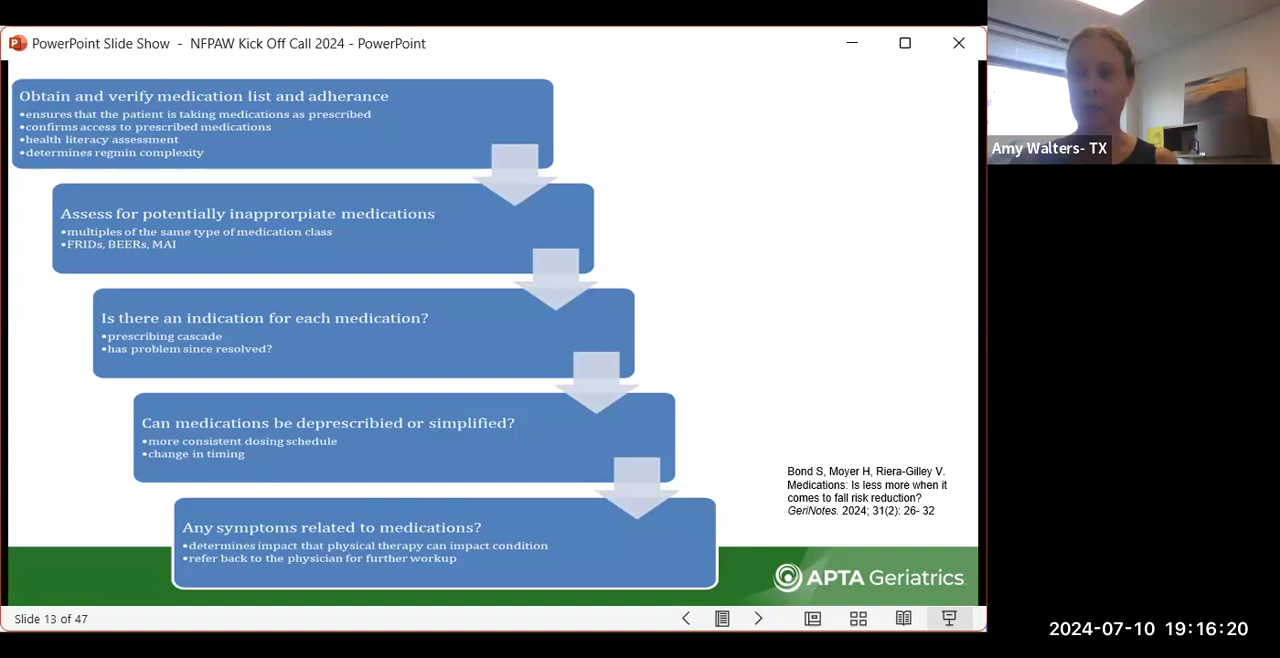 PowerPoint Slide Show - NFPAW Kick Off Call 2024 - PowerPoint
Obtain and verify medication list and adherance
•ensures that the patient is taking medications as prescribed
•confirms access to prescribed medications
•health literacy assessment
•determines regmin complexity
Assess for potentially inapprorpiate medications
•multiples of the same type of medication class
•FRIDs, BEERs, MAI
Is there an indication for each medication?
•prescribing cascade
•has problem since resolved?
Can medications be deprescribied or simplified?
•more consistent dosing schedule
•change in timing
Any symptoms related to medications?
•determines impact that physical therapy can impact condition
•refer back to the physician for further workup
Bond S, Moyer H, Riera-Gilley V.
Medications: Is less more when it
comes to fall risk reduction?
GeriNotes. 2024; 31(2): 26- 32
APTA Geriatrics
Slide 13 of 47
Amy Walters- TX
2024-07-10 19:16:20